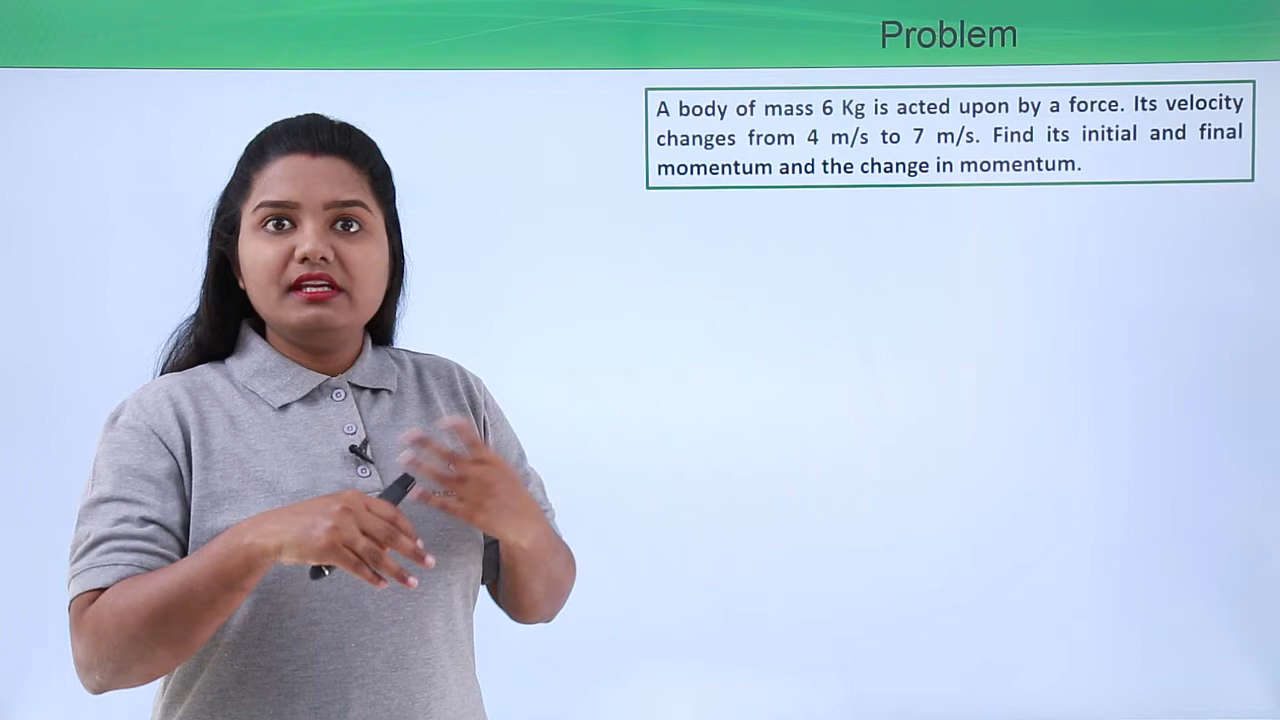 Problem
A body of mass 6 Kg is acted upon by a force. Its velocity
changes from 4 m/s to 7 m/s. Find its initial and final
momentum and the change in momentum.